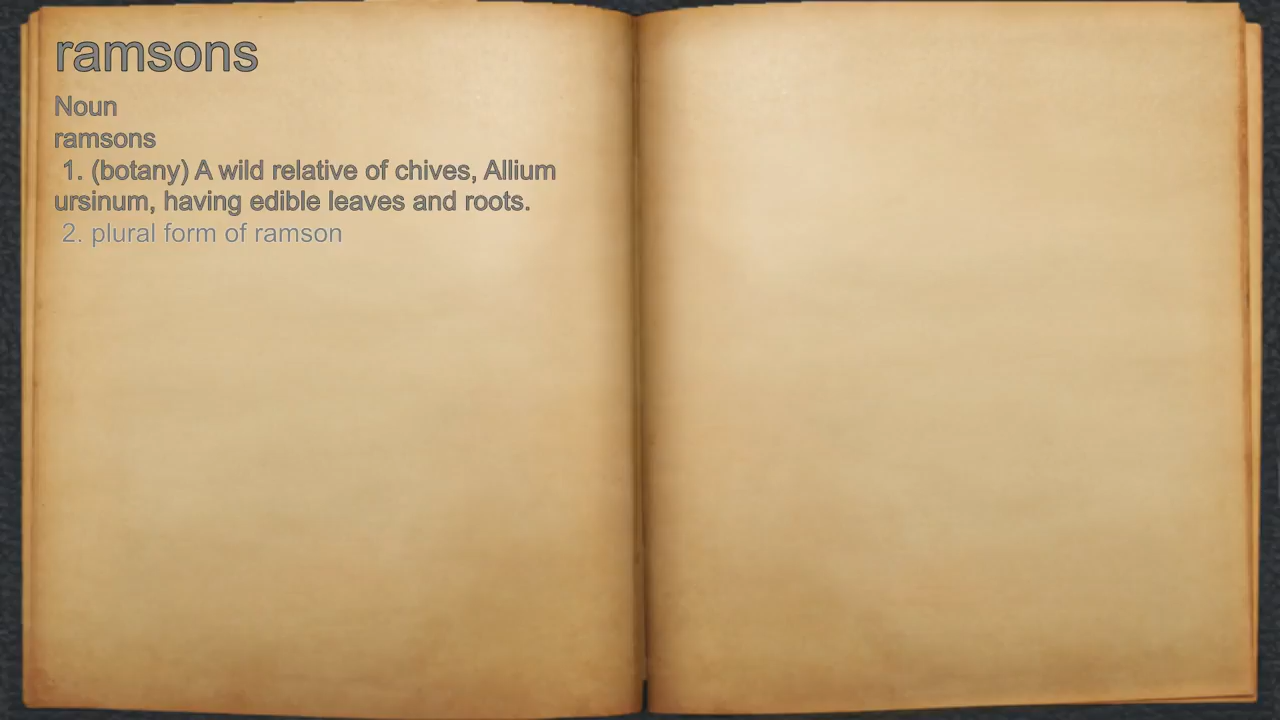 ramsons
Noun
ramsons
1. (botany) A wild relative of chives, Allium
ursinum, having edible leaves and roots.
2. plural form of ramson